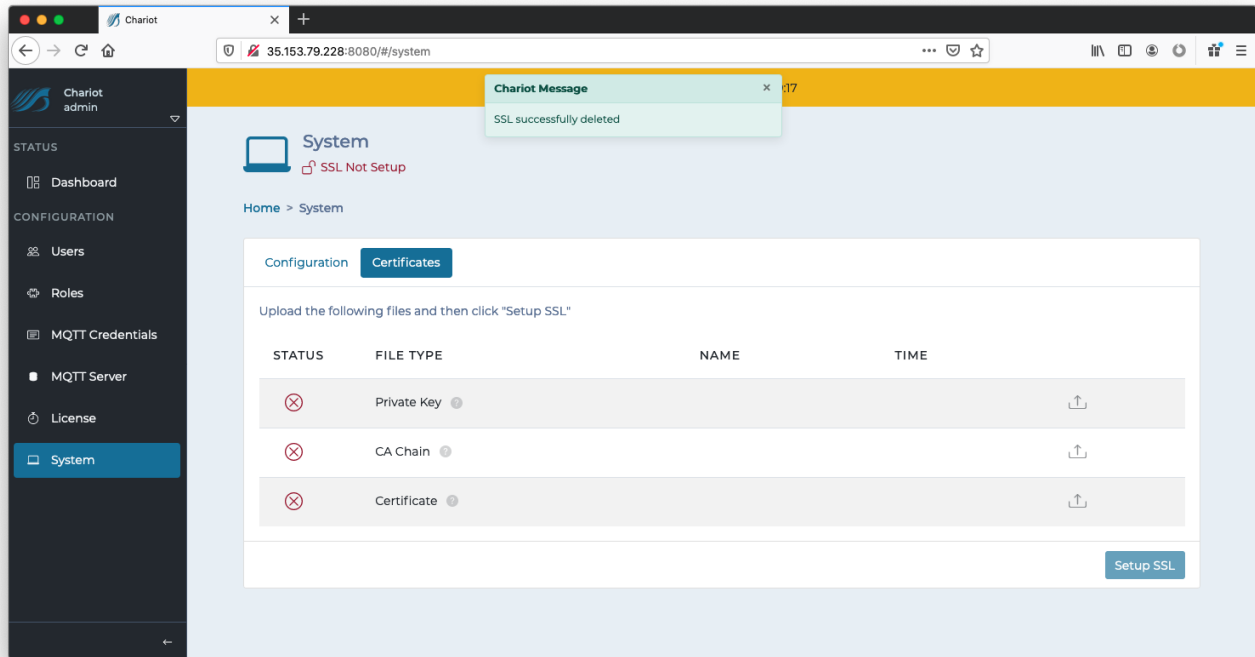 Chariot
35.153.79.228:8080/#/system
Chariot
admin
:17
Chariot Message
SSL successfully deleted
STATUS
Dashboard
CONFIGURATION
Users
Roles
MQTT Credentials
MQTT Server
License
System
System
SSL Not Setup
Home > System
Configuration
Certificates
Upload the following files and then click "Setup SSL"
STATUS FILE TYPE NAME TIME
Private Key
CA Chain
Certificate
Setup SSL